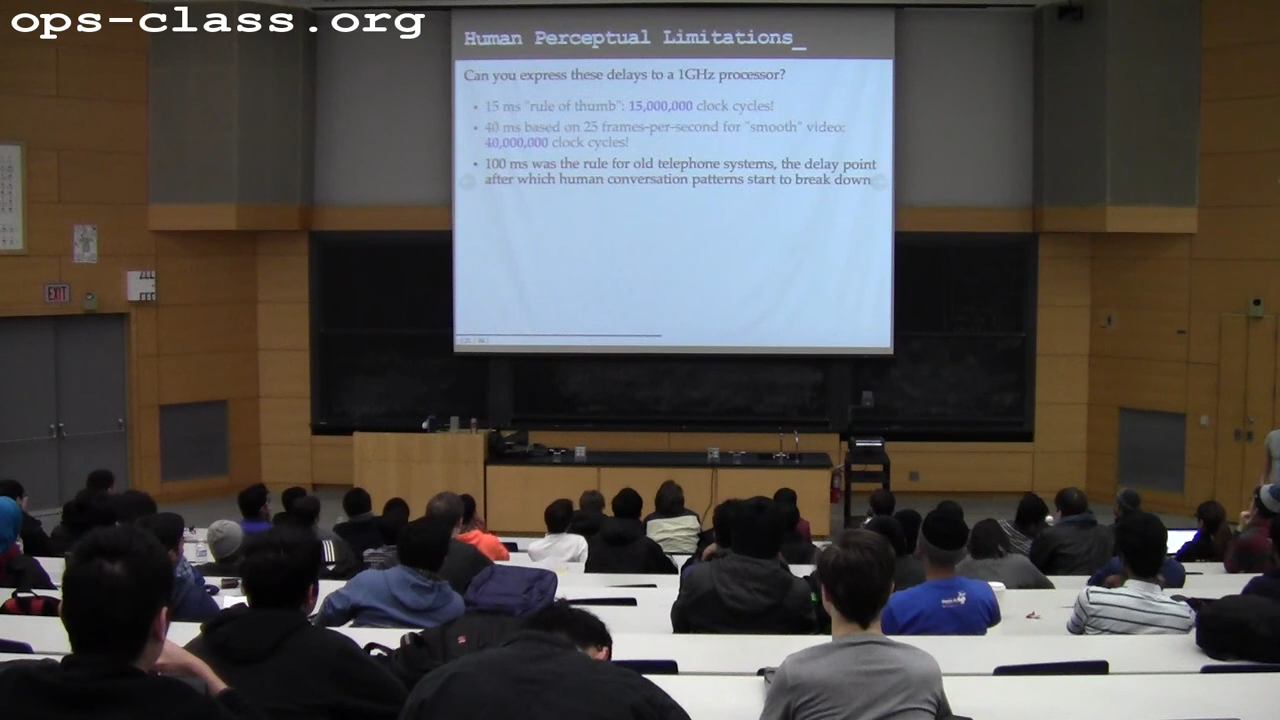 ops-class.org
Human Perceptual Limitations_
Can you express these delays to a 1GHz processor?
• 15 ms "rule of thumb": 15,000,000 clock cycles!
• 40 ms based on 25 frames-per-second for "smooth" video:
40,000,000 clock cycles!
• 100 ms was the rule for old telephone systems, the delay point
after which human conversation patterns start to break down
EXIT